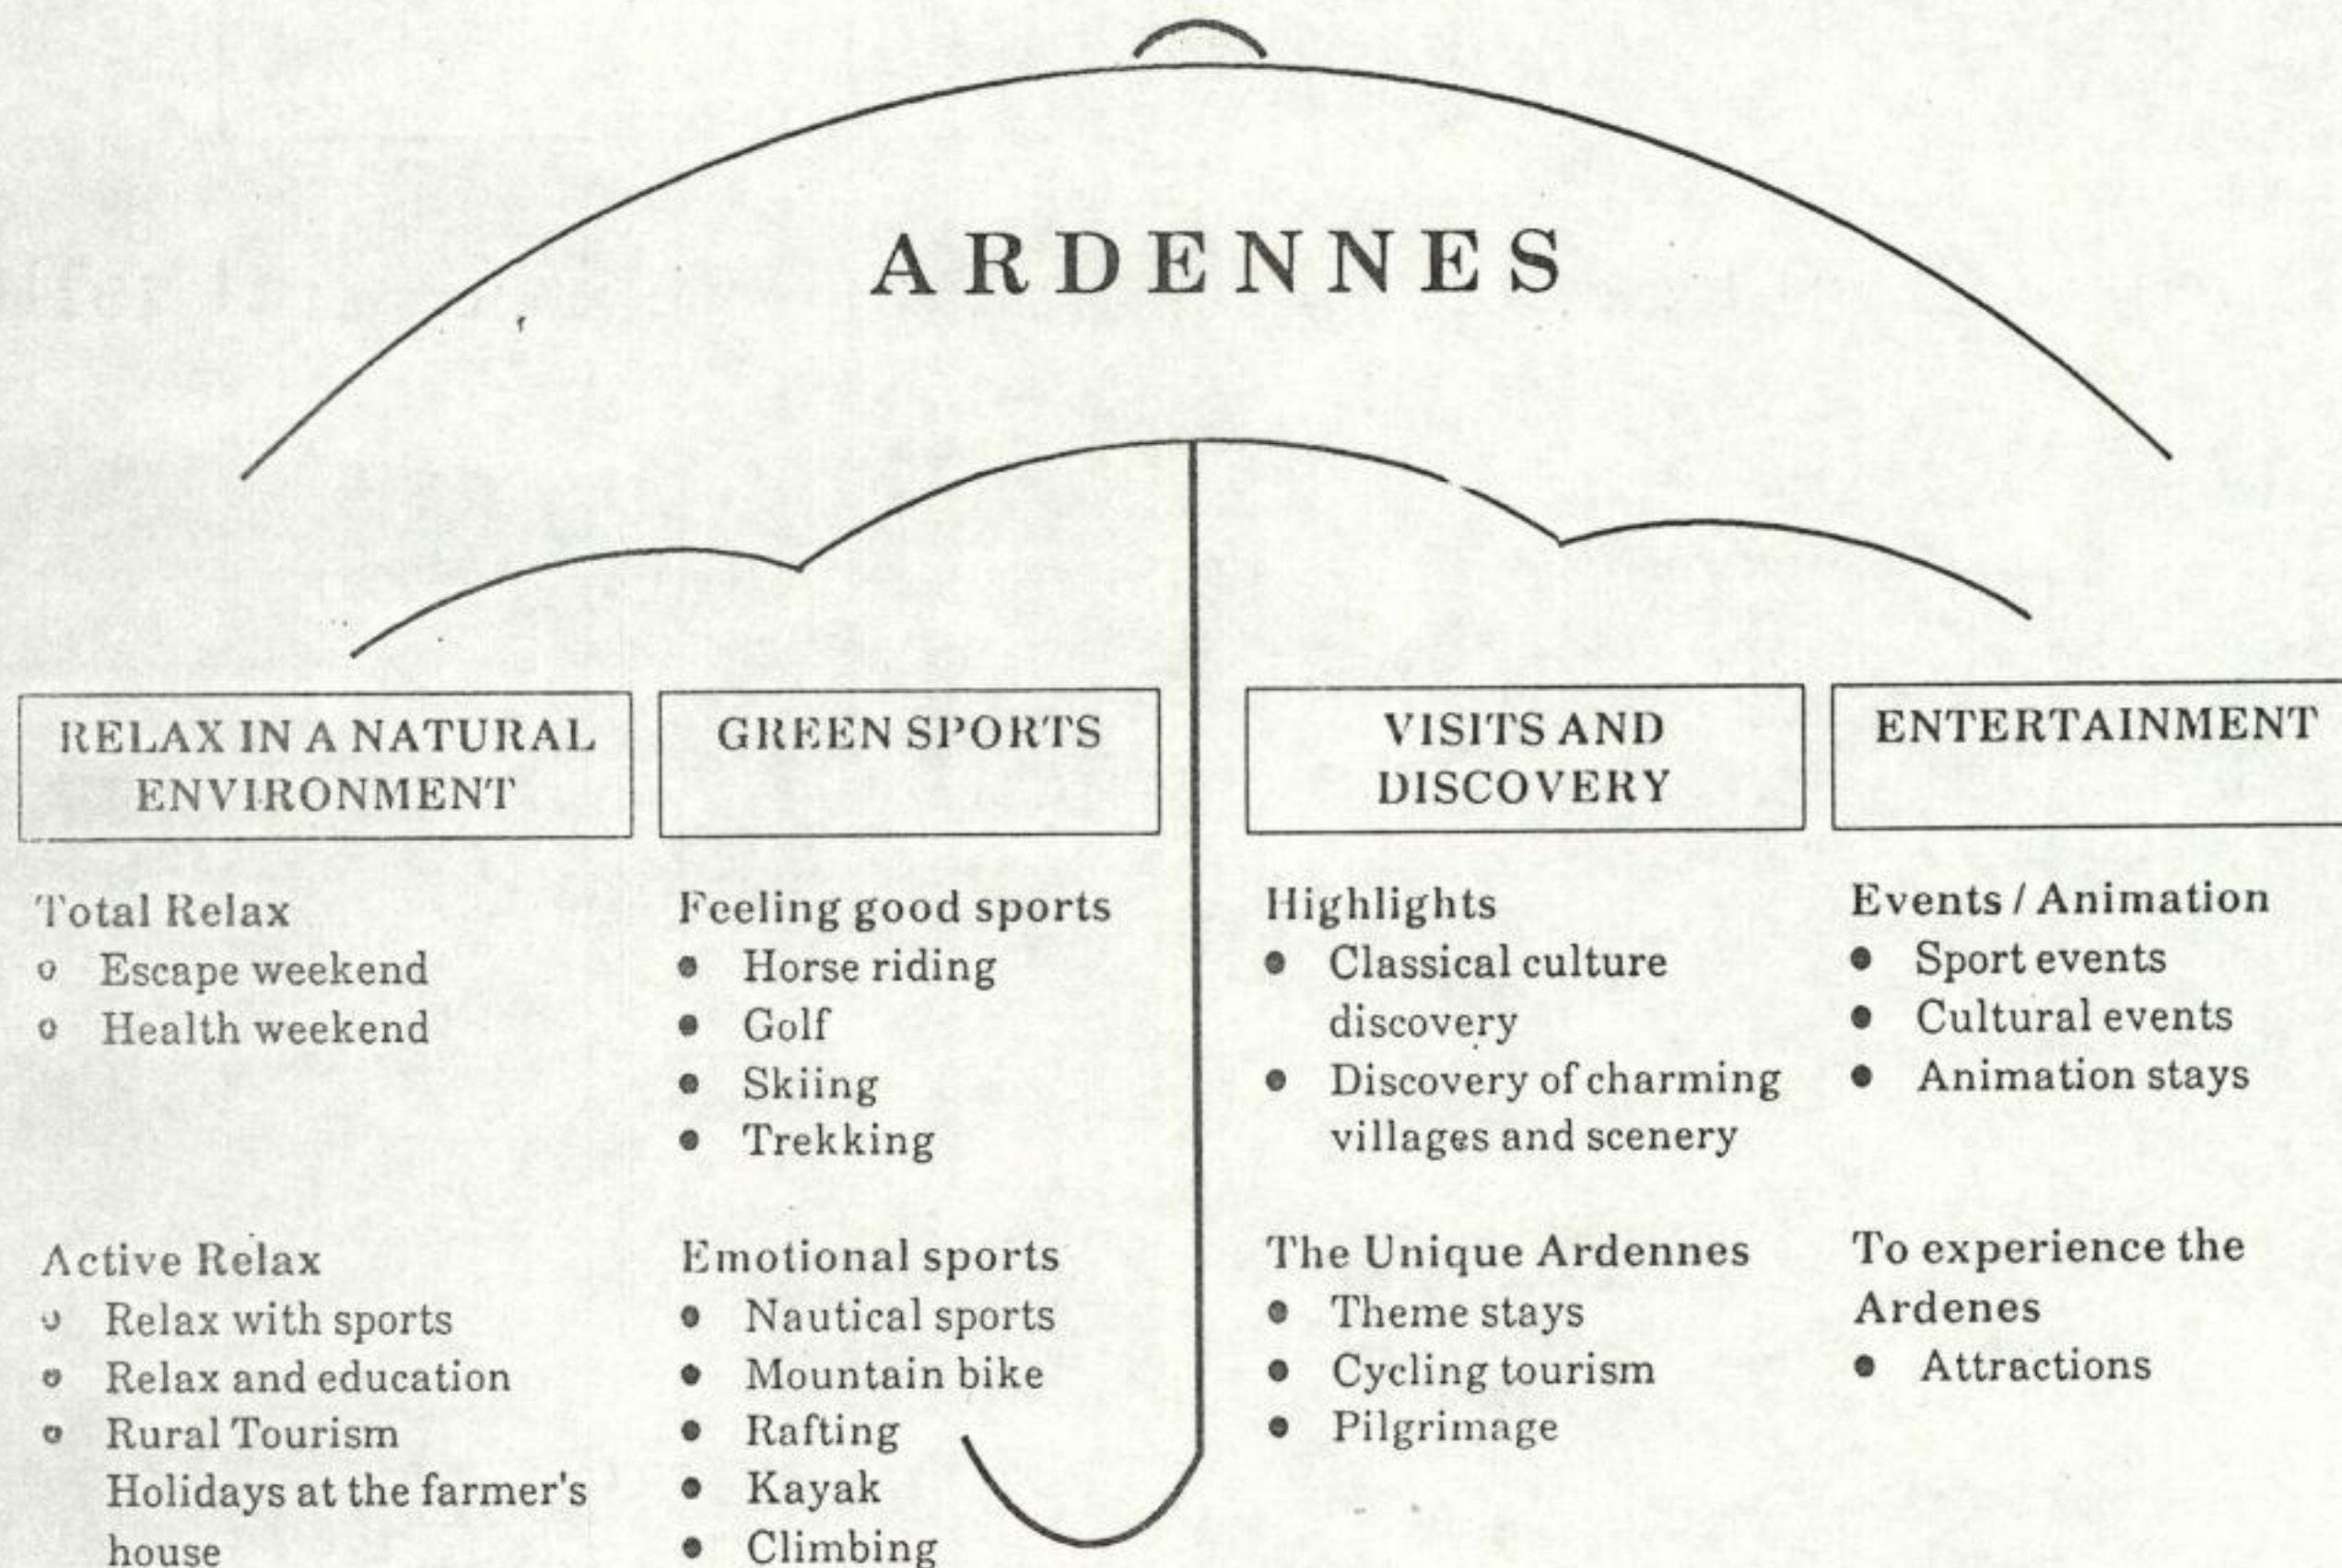 ARDENNES
RELAX IN A NATURAL
ENVIRONMENT
Total Relax
Escape weekend
Health weekend
Active Relax
Relax with sports
Relax and education
Rural Tourism
Holidays at the farmer's
house
GREEN SPORTS
Feeling good sports
Horse riding
Golf
Skiing
Trekking
Emotional sports
Nautical sports
Mountain bike
Rafting
Kayak
Climbing
VISITS AND
DISCOVERY
Highlights
Classical culture
discovery
Discovery of charming
villages and scenery
The Unique Ardennes
Theme stays
Cycling tourism
Pilgrimage
ENTERTAINMENT
Events / Animation
Sport events
Cultural events
Animation stays
To experience the
Ardenes
Attractions